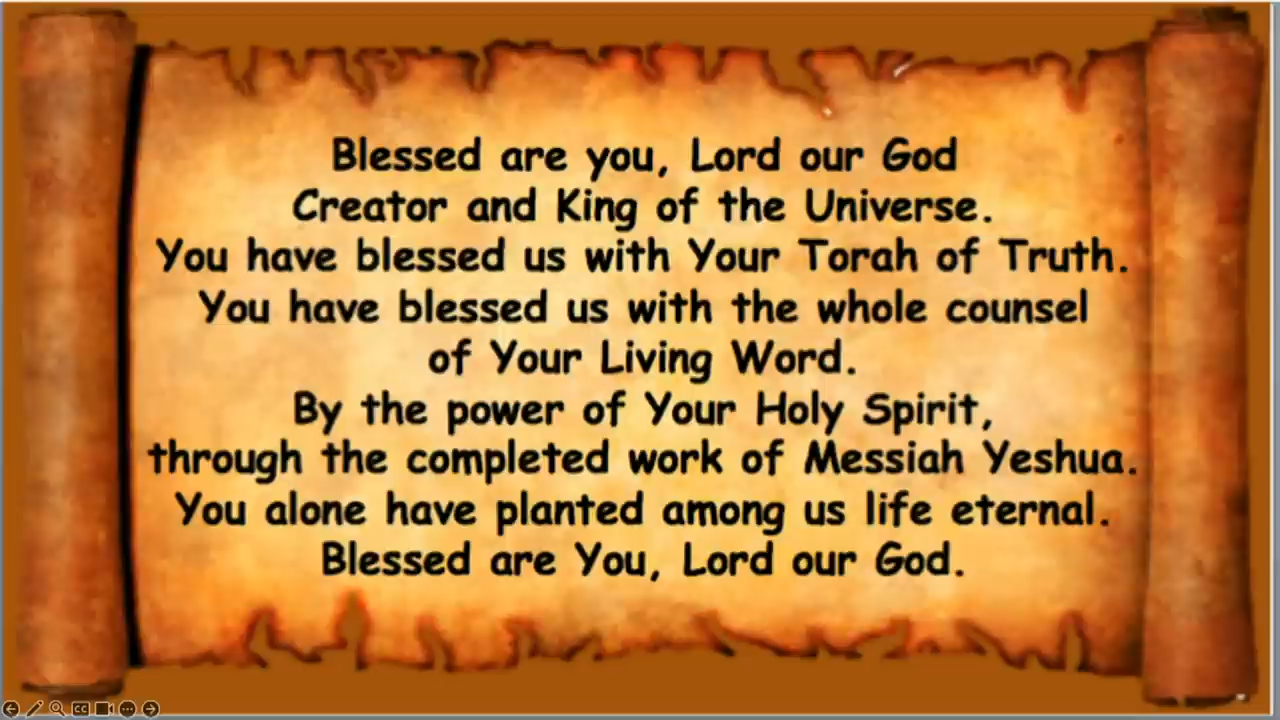 Blessed are you, Lord our God
Creator and King of the Universe.
You have blessed us with Your Torah of Truth.
You have blessed us with the whole counsel
of Your Living Word.
By the power of Your Holy Spirit,
through the completed work of Messiah Yeshua.
You alone have planted among us life eternal.
Blessed are You, Lord our God.
CC